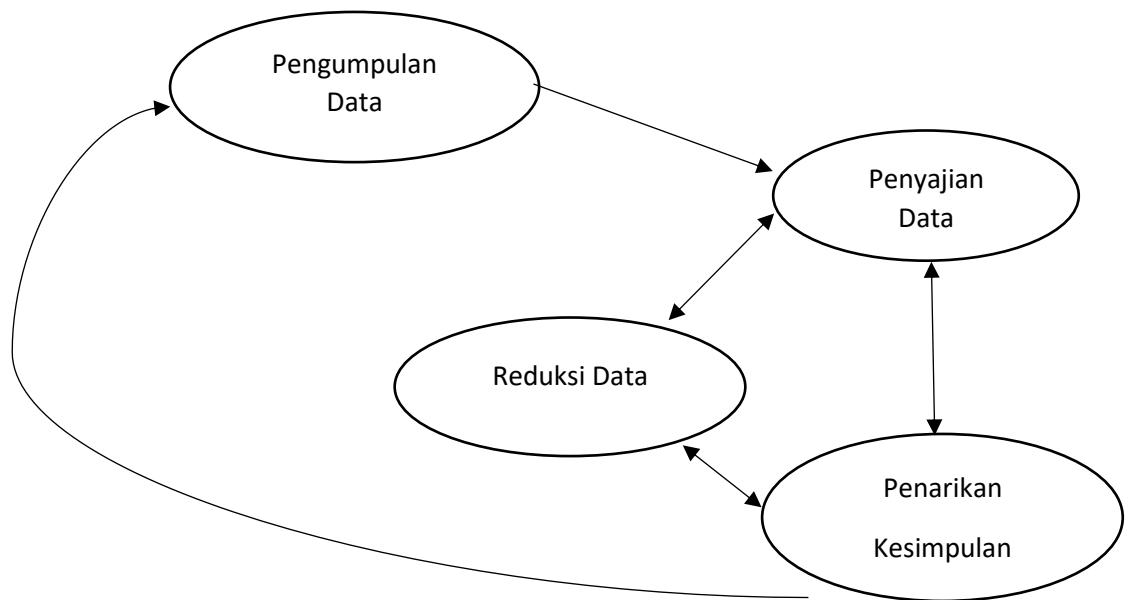 Pengumpulan
Data
Penyajian
Data
Reduksi Data
Penarikan
Kesimpulan